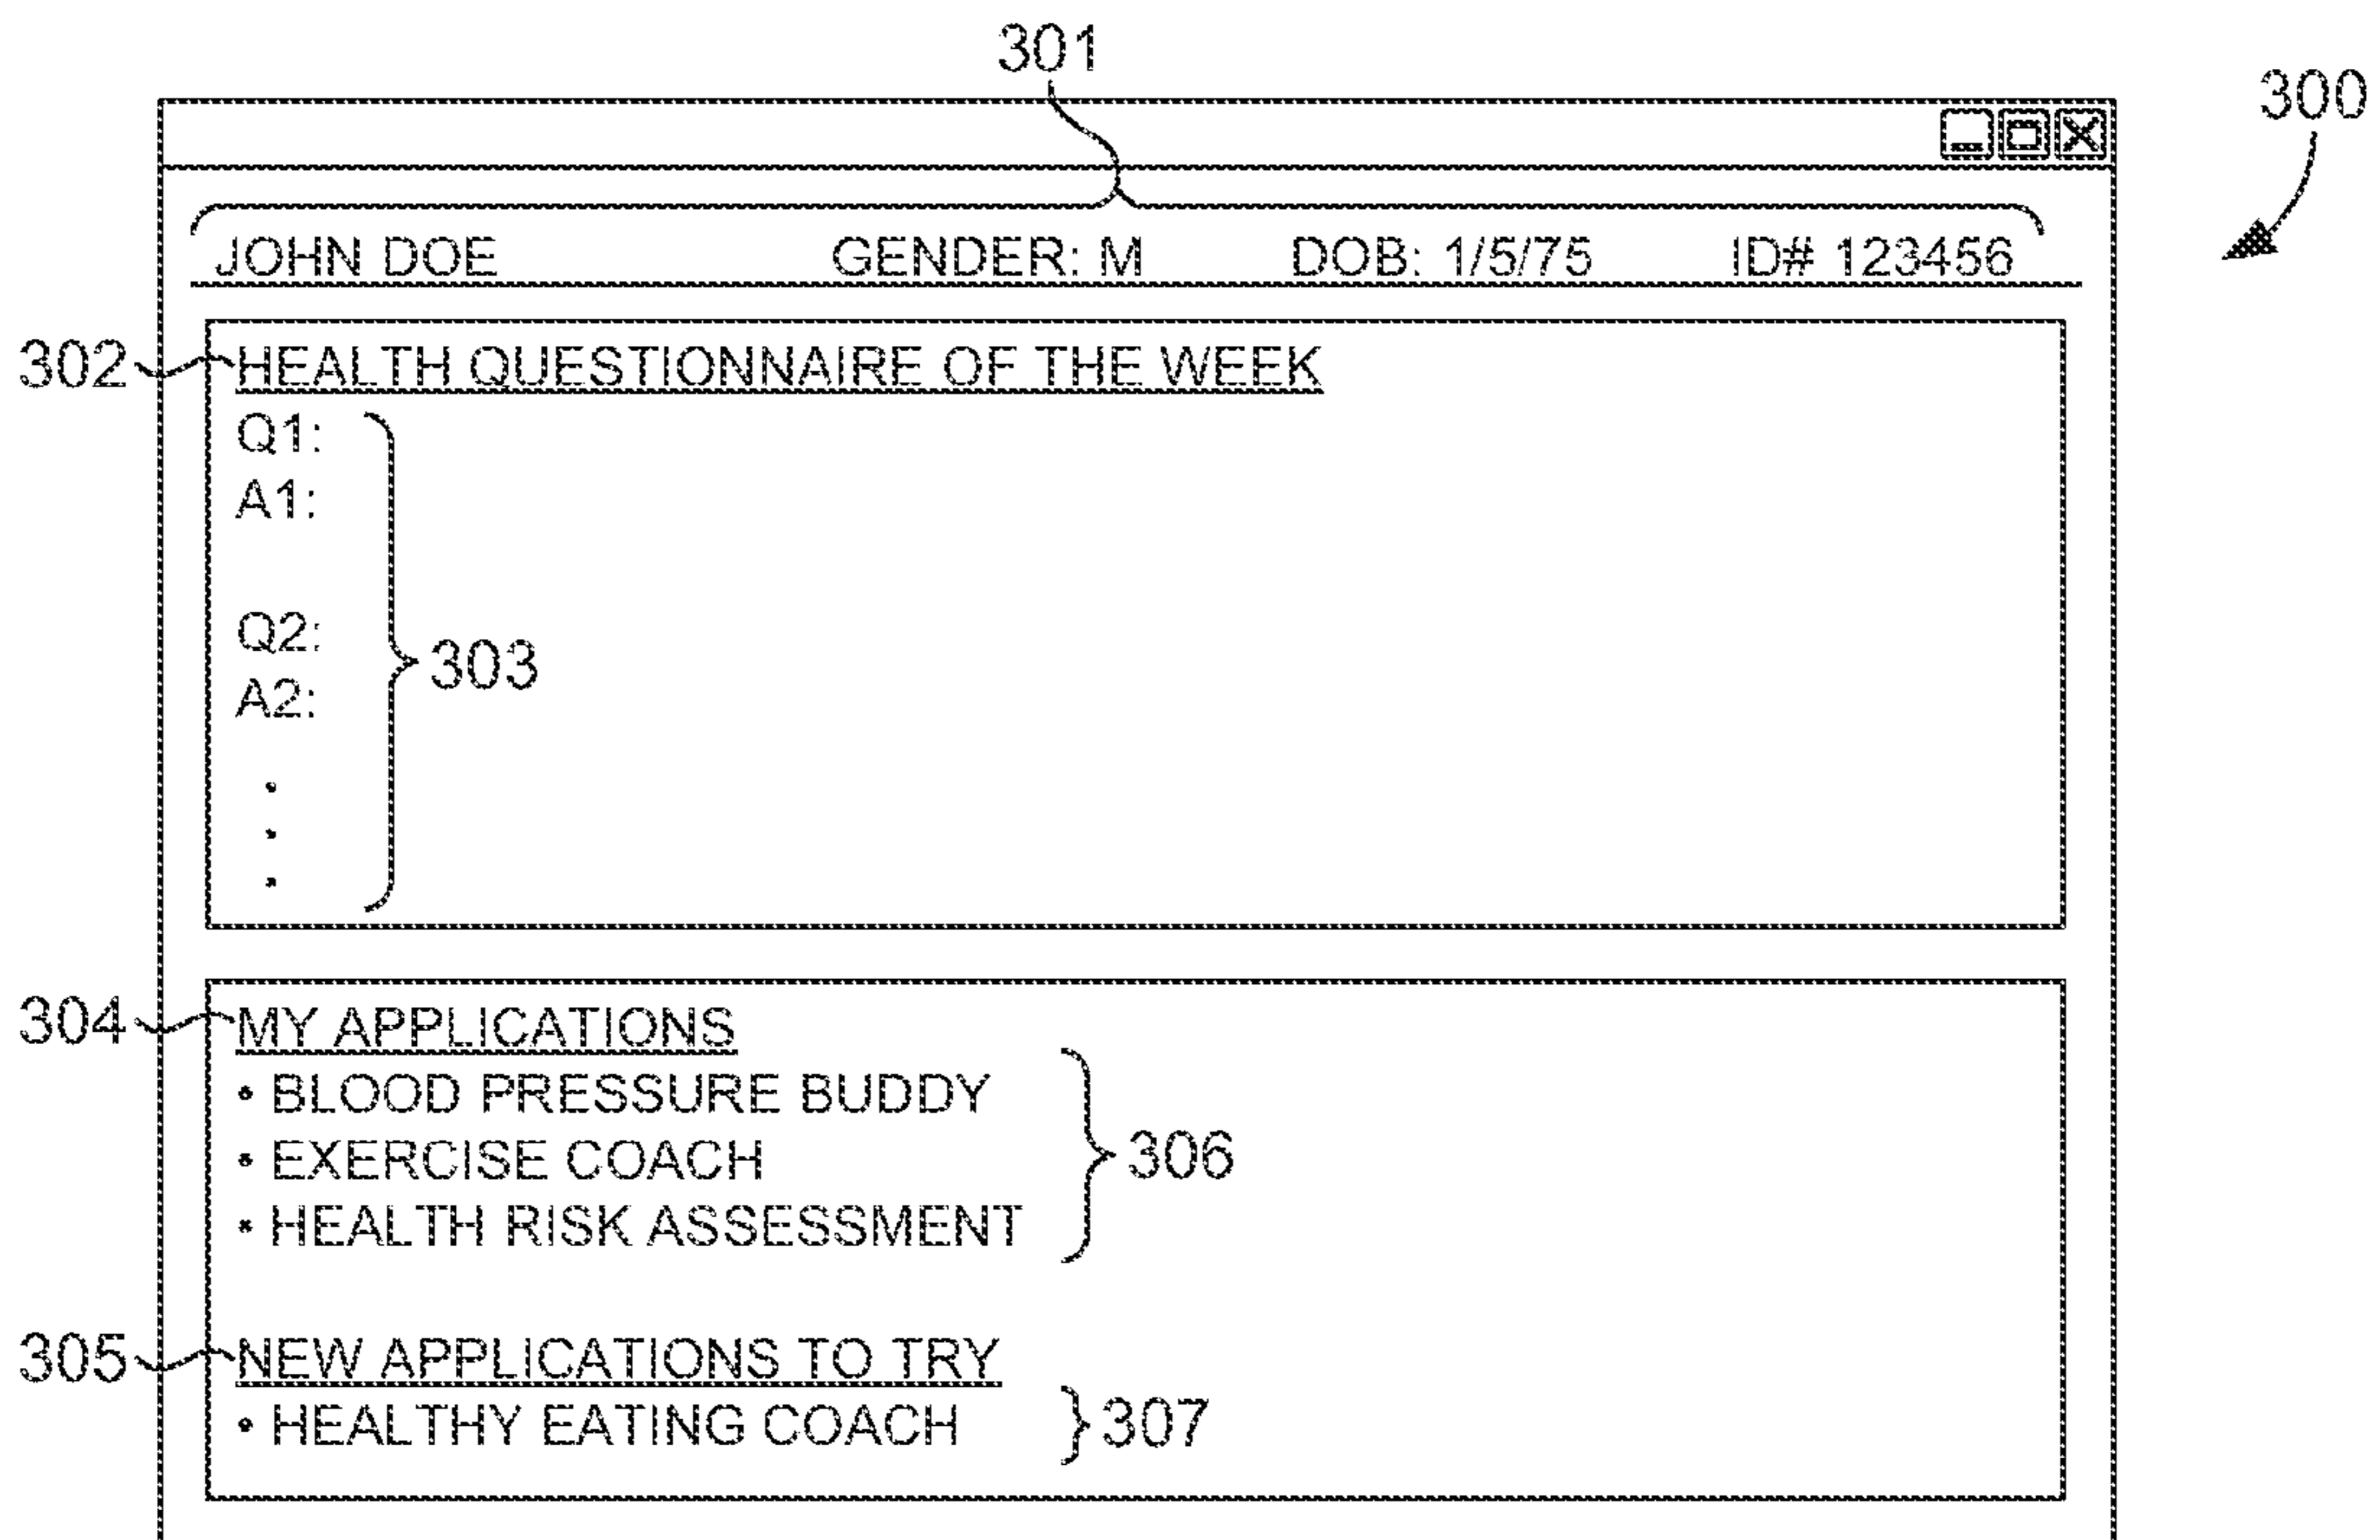 301
300
JOHN DOE GENDER: M DOB: 1/5/75 ID# 123456
302 HEALTH QUESTIONNAIRE OF THE WEEK
Q1:
A1:
Q2:
303
A2:
304 MY APPLICATIONS
• BLOOD PRESSURE BUDDY
• EXERCISE COACH
306
• HEALTH RISK ASSESSMENT
305 NEW APPLICATIONS TO TRY
• HEALTHY EATING COACH 307